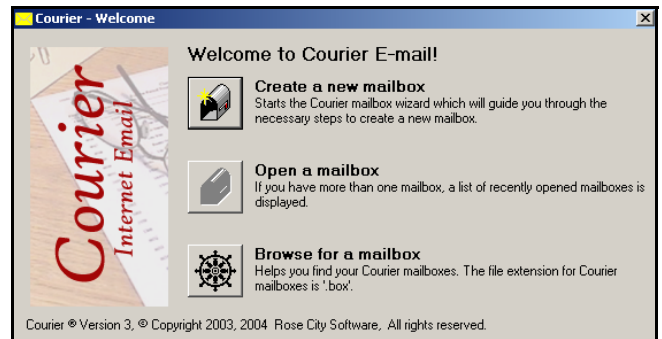 Courier - Welcome
Courier
Internet Email
Welcome to Courier E-mail!
Create a new mailbox
Starts the Courier mailbox wizard which will guide you through the
necessary steps to create a new mailbox.
Open a mailbox
If you have more than one mailbox, a list of recently opened mailboxes is
displayed.
Browse for a mailbox
Helps you find your Courier mailboxes. The file extension for Courier
mailboxes is '.box'.
Courier ® Version 3, © Copyright 2003, 2004 Rose City Software, All rights reserved.